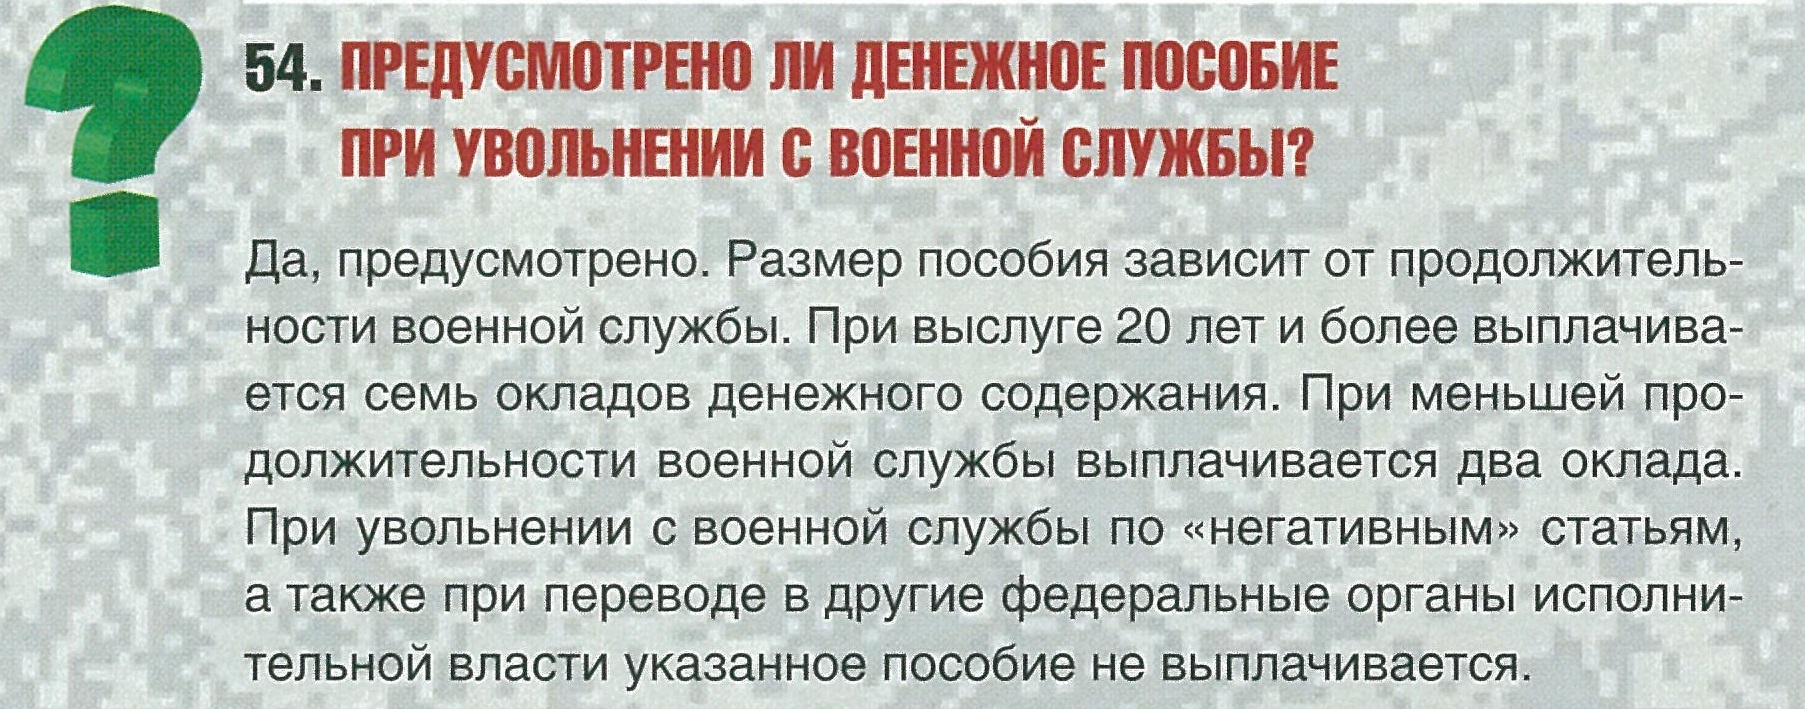 54. ПРЕДУСМОТРЕНО ЛИ ДЕНЕЖНОЕ ПОСОБИЕ
ПРИ УВОЛЬНЕНИИ С ВОЕННОЙ СЛУЖБЫ?
Да, предусмотрено. Размер пособия зависит от продолжитель-
ности военной службы. При выслуге 20 лет и более выплачива-
ется семь окладов денежного содержания. При меньшей про-
должительности военной службы выплачивается два оклада.
При увольнении с военной службы по «негативным» статьям,
а также при переводе в другие федеральные органы исполни-
тельной власти указанное пособие не выплачивается.